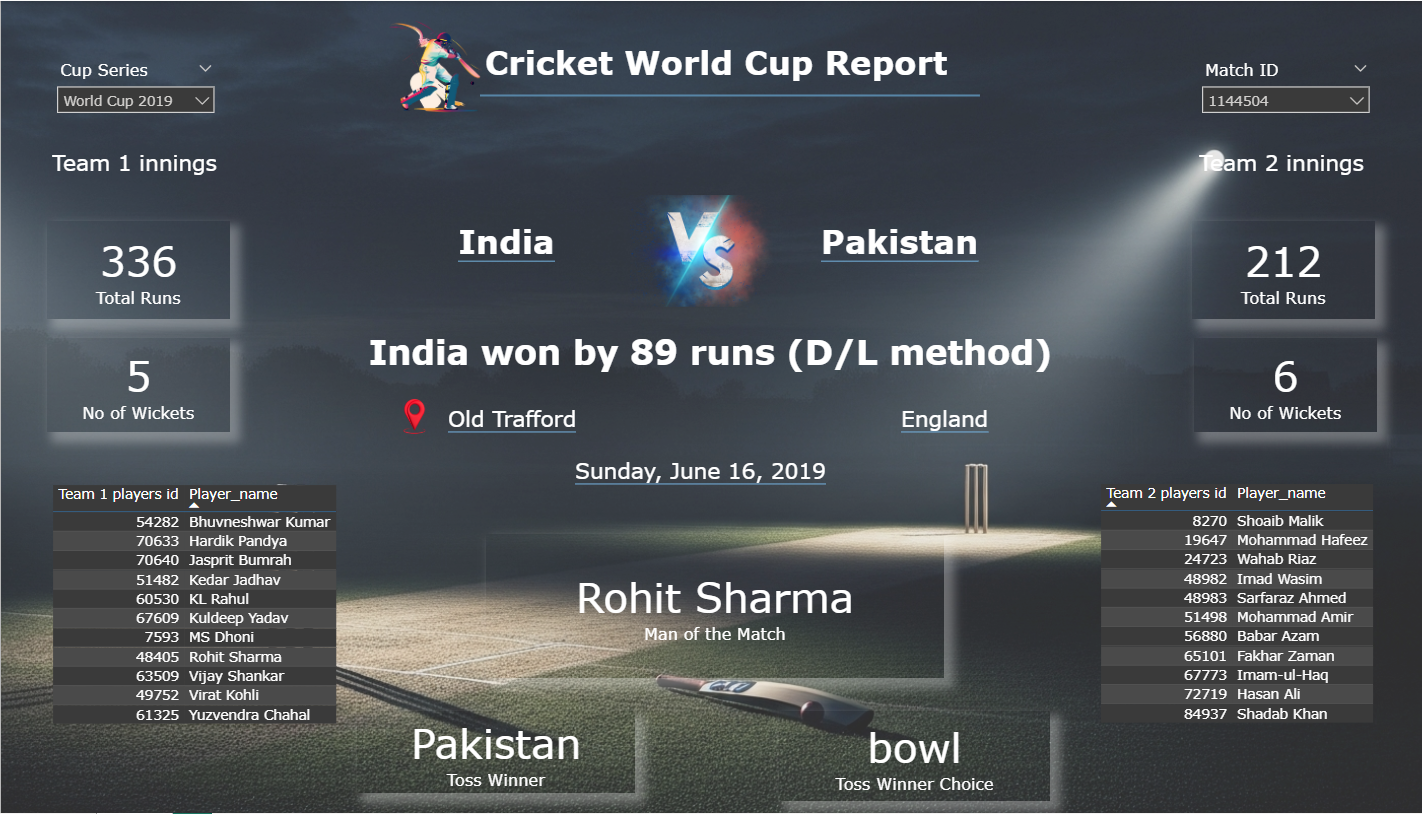 Cricket World Cup Report
Cup Series
World Cup 2019
Match ID
1144504
Team 1 innings
Team 2 innings
336
Total Runs
India
VS
Pakistan
212
Total Runs
India won by 89 runs (D/L method)
5
No of Wickets
6
No of Wickets
Old Trafford
England
Sunday, June 16, 2019
Team 1 players id Player_name
54282 Bhuvneshwar Kumar
70633 Hardik Pandya
70640 Jasprit Bumrah
51482 Kedar Jadhav
60530 KL Rahul
67609 Kuldeep Yadav
7593 MS Dhoni
48405 Rohit Sharma
63509 Vijay Shankar
49752 Virat Kohli
61325 Yuzvendra Chahal
Team 2 players id Player_name
8270 Shoaib Malik
19647 Mohammad Hafeez
24723 Wahab Riaz
48982 Imad Wasim
48983 Sarfaraz Ahmed
51498 Mohammad Amir
56880 Babar Azam
65101 Fakhar Zaman
67773 Imam-ul-Haq
72719 Hasan Ali
84937 Shadab Khan
Rohit Sharma
Man of the Match
Pakistan
Toss Winner
bowl
Toss Winner Choice